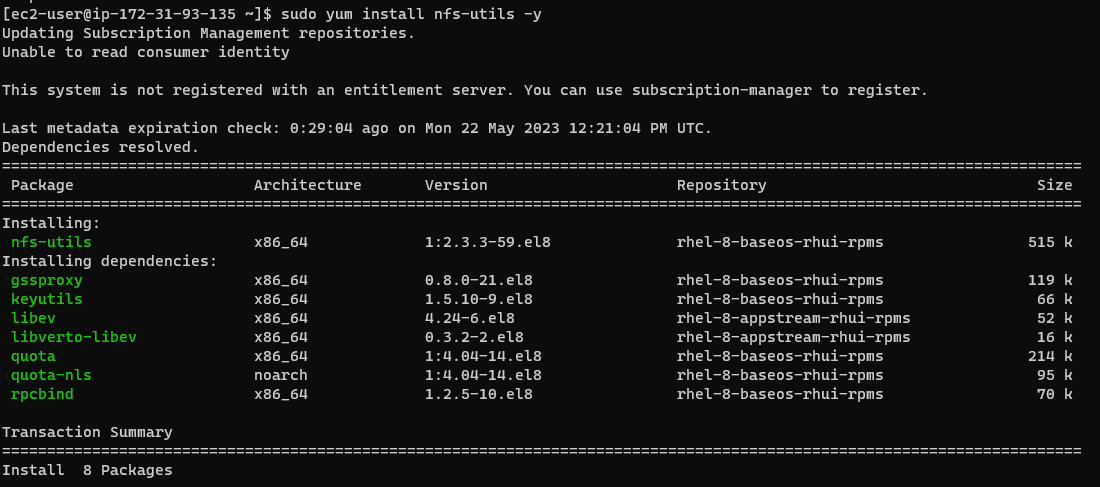 [ec2-user@ip-172-31-93-135 ~]$ sudo yum install nfs-utils -y
Updating Subscription Management repositories.
Unable to read consumer identity
This system is not registered with an entitlement server. You can use subscription-manager to register.
Last metadata expiration check: 0:29:04 ago on Mon 22 May 2023 12:21:04 PM UTC.
Dependencies resolved.
================================================================================
Package Architecture Version Repository Size
================================================================================
Installing:
nfs-utils x86_64 1:2.3.3-59.el8 rhel-8-baseos-rhui-rpms 515 k
Installing dependencies:
gssproxy x86_64 0.8.0-21.el8 rhel-8-baseos-rhui-rpms 119 k
keyutils x86_64 1.5.10-9.el8 rhel-8-baseos-rhui-rpms 66 k
libev x86_64 4.24-6.el8 rhel-8-appstream-rhui-rpms 52 k
libverto-libev x86_64 0.3.2-2.el8 rhel-8-appstream-rhui-rpms 16 k
quota x86_64 1:4.04-14.el8 rhel-8-baseos-rhui-rpms 214 k
quota-nls noarch 1:4.04-14.el8 rhel-8-baseos-rhui-rpms 95 k
rpcbind x86_64 1.2.5-10.el8 rhel-8-baseos-rhui-rpms 70 k
Transaction Summary
================================================================================
Install 8 Packages